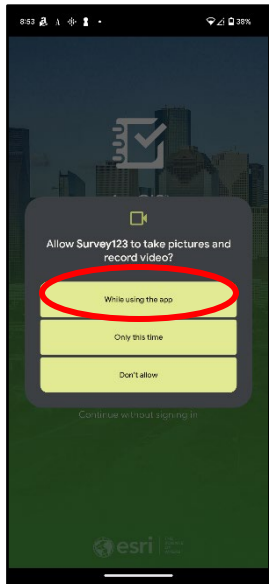 8:53
38%
Allow Survey123 to take pictures and
record video?
While using the app
Only this time
Don't allow
Continue without signing in
esri